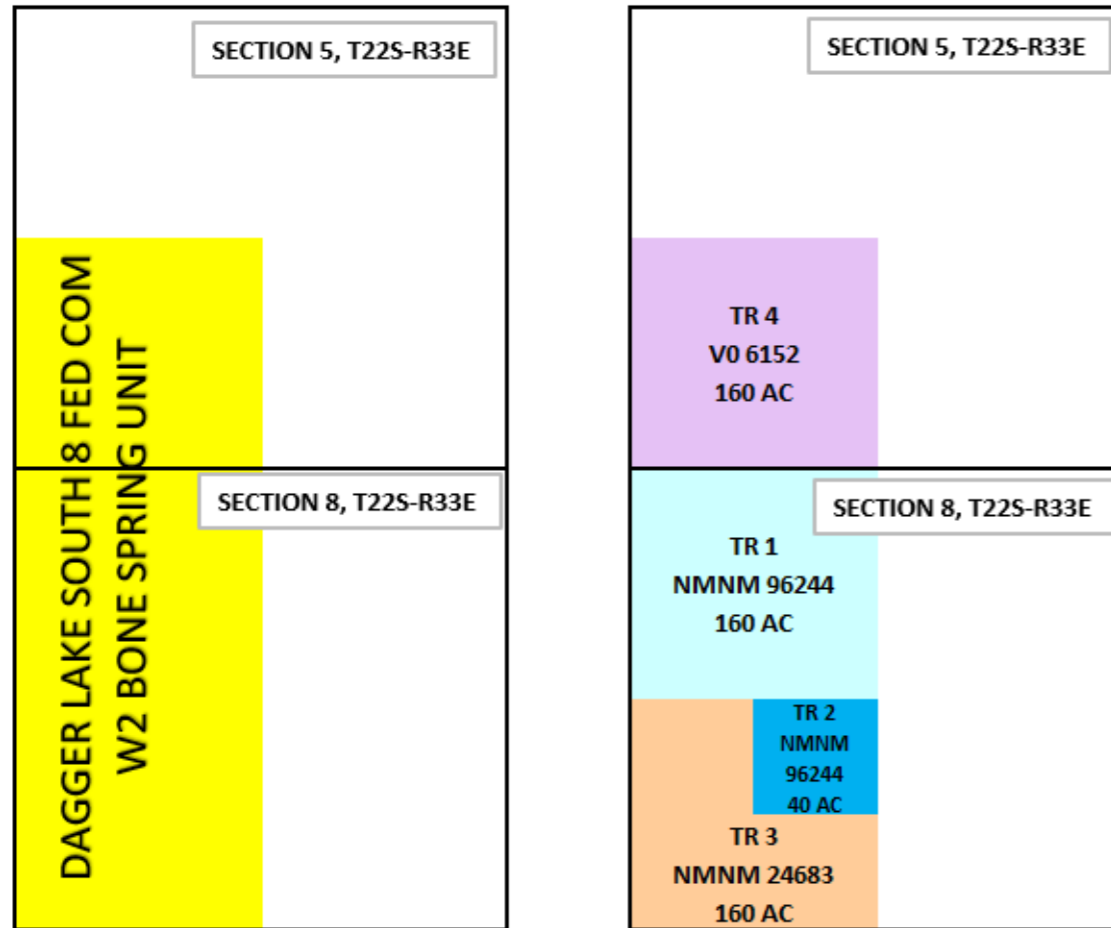 SECTION 5, T22S-R33E
DAGGER LAKE SOUTH 8 FED COM
W2 BONE SPRING UNIT
SECTION 8, T22S-R33E
SECTION 5, T22S-R33E
TR 4
V0 6152
160 AC
SECTION 8, T22S-R33E
TR 1
NMNM 96244
160 AC
TR 2
NMNM
96244
40 AC
TR 3
NMNM 24683
160 AC